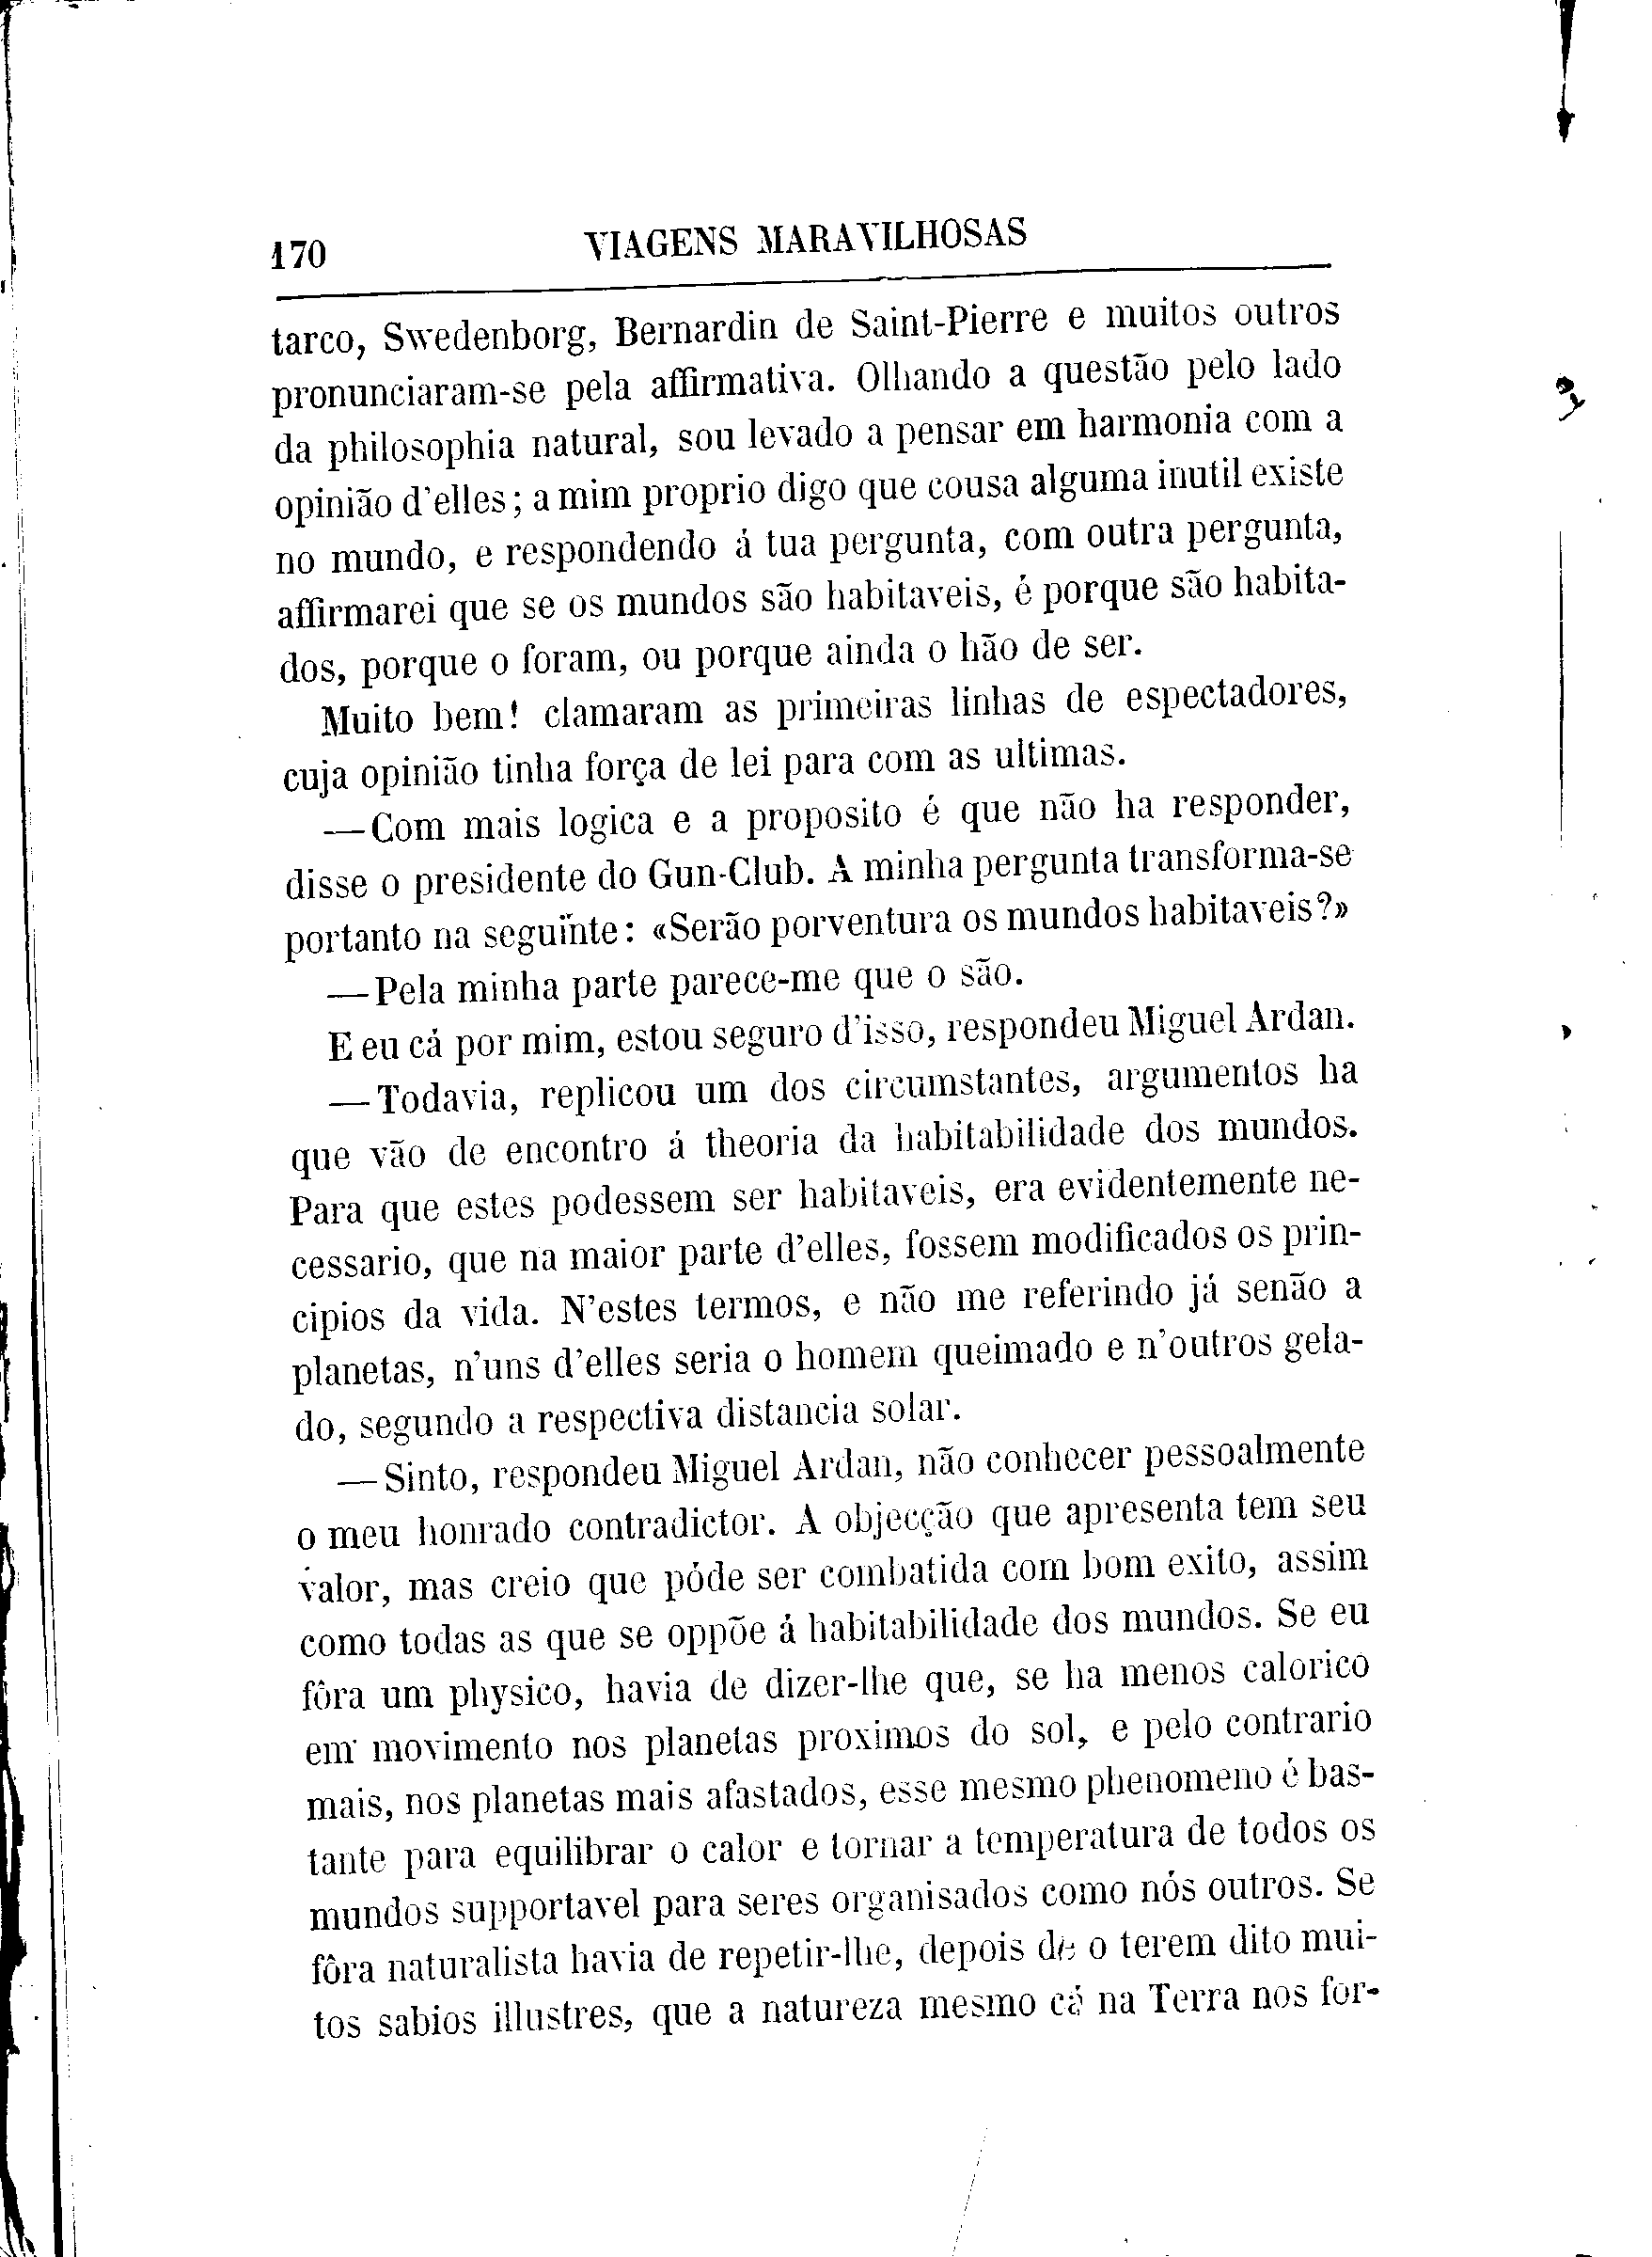 170 VIAGENS MARAVILHOSAS
tarco, Swedenborg, Bernardin de Saint-Pierre e muitos outros
pronunciaram-se pela affirmativa. Olhando a questão pelo lado
da philosophia natural, sou levado a pensar em harmonia com a
opinião d'elles; a mim proprio digo que cousa alguma inutil existe
no mundo, e respondendo á tua pergunta, com outra pergunta,
affirmarei que se os mundos são habitaveis, é porque são habita-
dos, porque o foram, ou porque ainda o hão de ser.
Muito bem! clamaram as primeiras linhas de espectadores,
cuja opinião tinha força de lei para com as ultimas.
—Com mais logica e a proposito é que não ha responder,
disse o presidente do Gun-Club. A minha pergunta transforma-se
portanto na seguinte: «Serão porventura os mundos habitaveis?»
—Pela minha parte parece-me que o são.
E eu cá por mim, estou seguro d'isso, respondeu Miguel Ardan.
—Todavia, replicou um dos circumstantes, argumentos ha
que vão de encontro á theoria da habitabilidade dos mundos.
Para que estes podessem ser habitaveis, era evidentemente ne-
cessario, que na maior parte d'elles, fossem modificados os prin-
cipios da vida. N'estes termos, e não me referindo já senão a
planetas, n'uns d'elles seria o homem queimado e n'outros gela-
do, segundo a respectiva distancia solar.
—Sinto, respondeu Miguel Ardan, não conhecer pessoalmente
o meu honrado contradictor. A objecção que apresenta tem seu
valor, mas creio que póde ser combatida com bom exito, assim
como todas as que se oppõe á habitabilidade dos mundos. Se eu
fôra um physico, havia de dizer-lhe que, se ha menos calorico
em movimento nos planetas proximos do sol, e pelo contrario
mais, nos planetas mais afastados, esse mesmo phenomeno é bas-
tante para equilibrar o calor e tornar a temperatura de todos os
mundos supportavel para seres organisados como nós outros. Se
fôra naturalista havia de repetir-lhe, depois de o terem dito mui-
tos sabios illustres, que a natureza mesmo cá na Terra nos for-